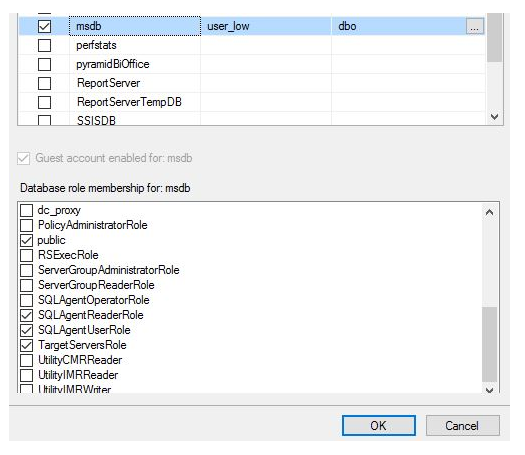 msdb user_low dbo ...
perfstats
pyramidBiOffice
ReportServer
ReportServerTempDB
SSISDB
Guest account enabled for: msdb
Database role membership for: msdb
dc_proxy
PolicyAdministratorRole
public
RSExecRole
ServerGroupAdministratorRole
ServerGroupReaderRole
SQLAgentOperatorRole
SQLAgentReaderRole
SQLAgentUserRole
TargetServersRole
UtilityCMRReader
UtilityIMRReader
UtilityIMRWriter
OK Cancel